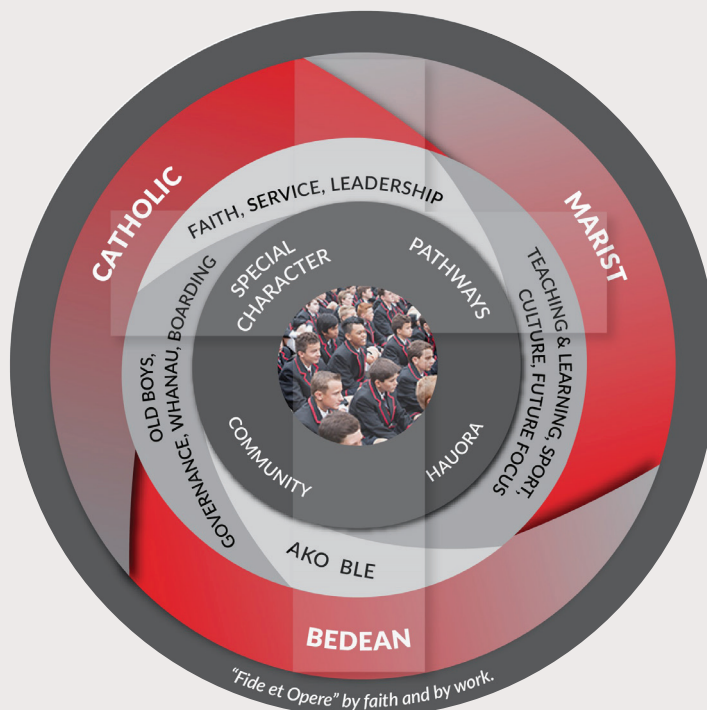 CATHOLIC
MARIST
FAITH, SERVICE, LEADERSHIP
SPECIAL
CHARACTER
PATHWAYS
TEACHING & LEARNING, SPORT,
CULTURE, FUTURE FOCUS
OLD BOYS,
GOVERNANCE, WHANAU, BOARDING
COMMUNITY
HAUORA
AKO BLE
BEDEAN
“Fide et Opere” by faith and by work.